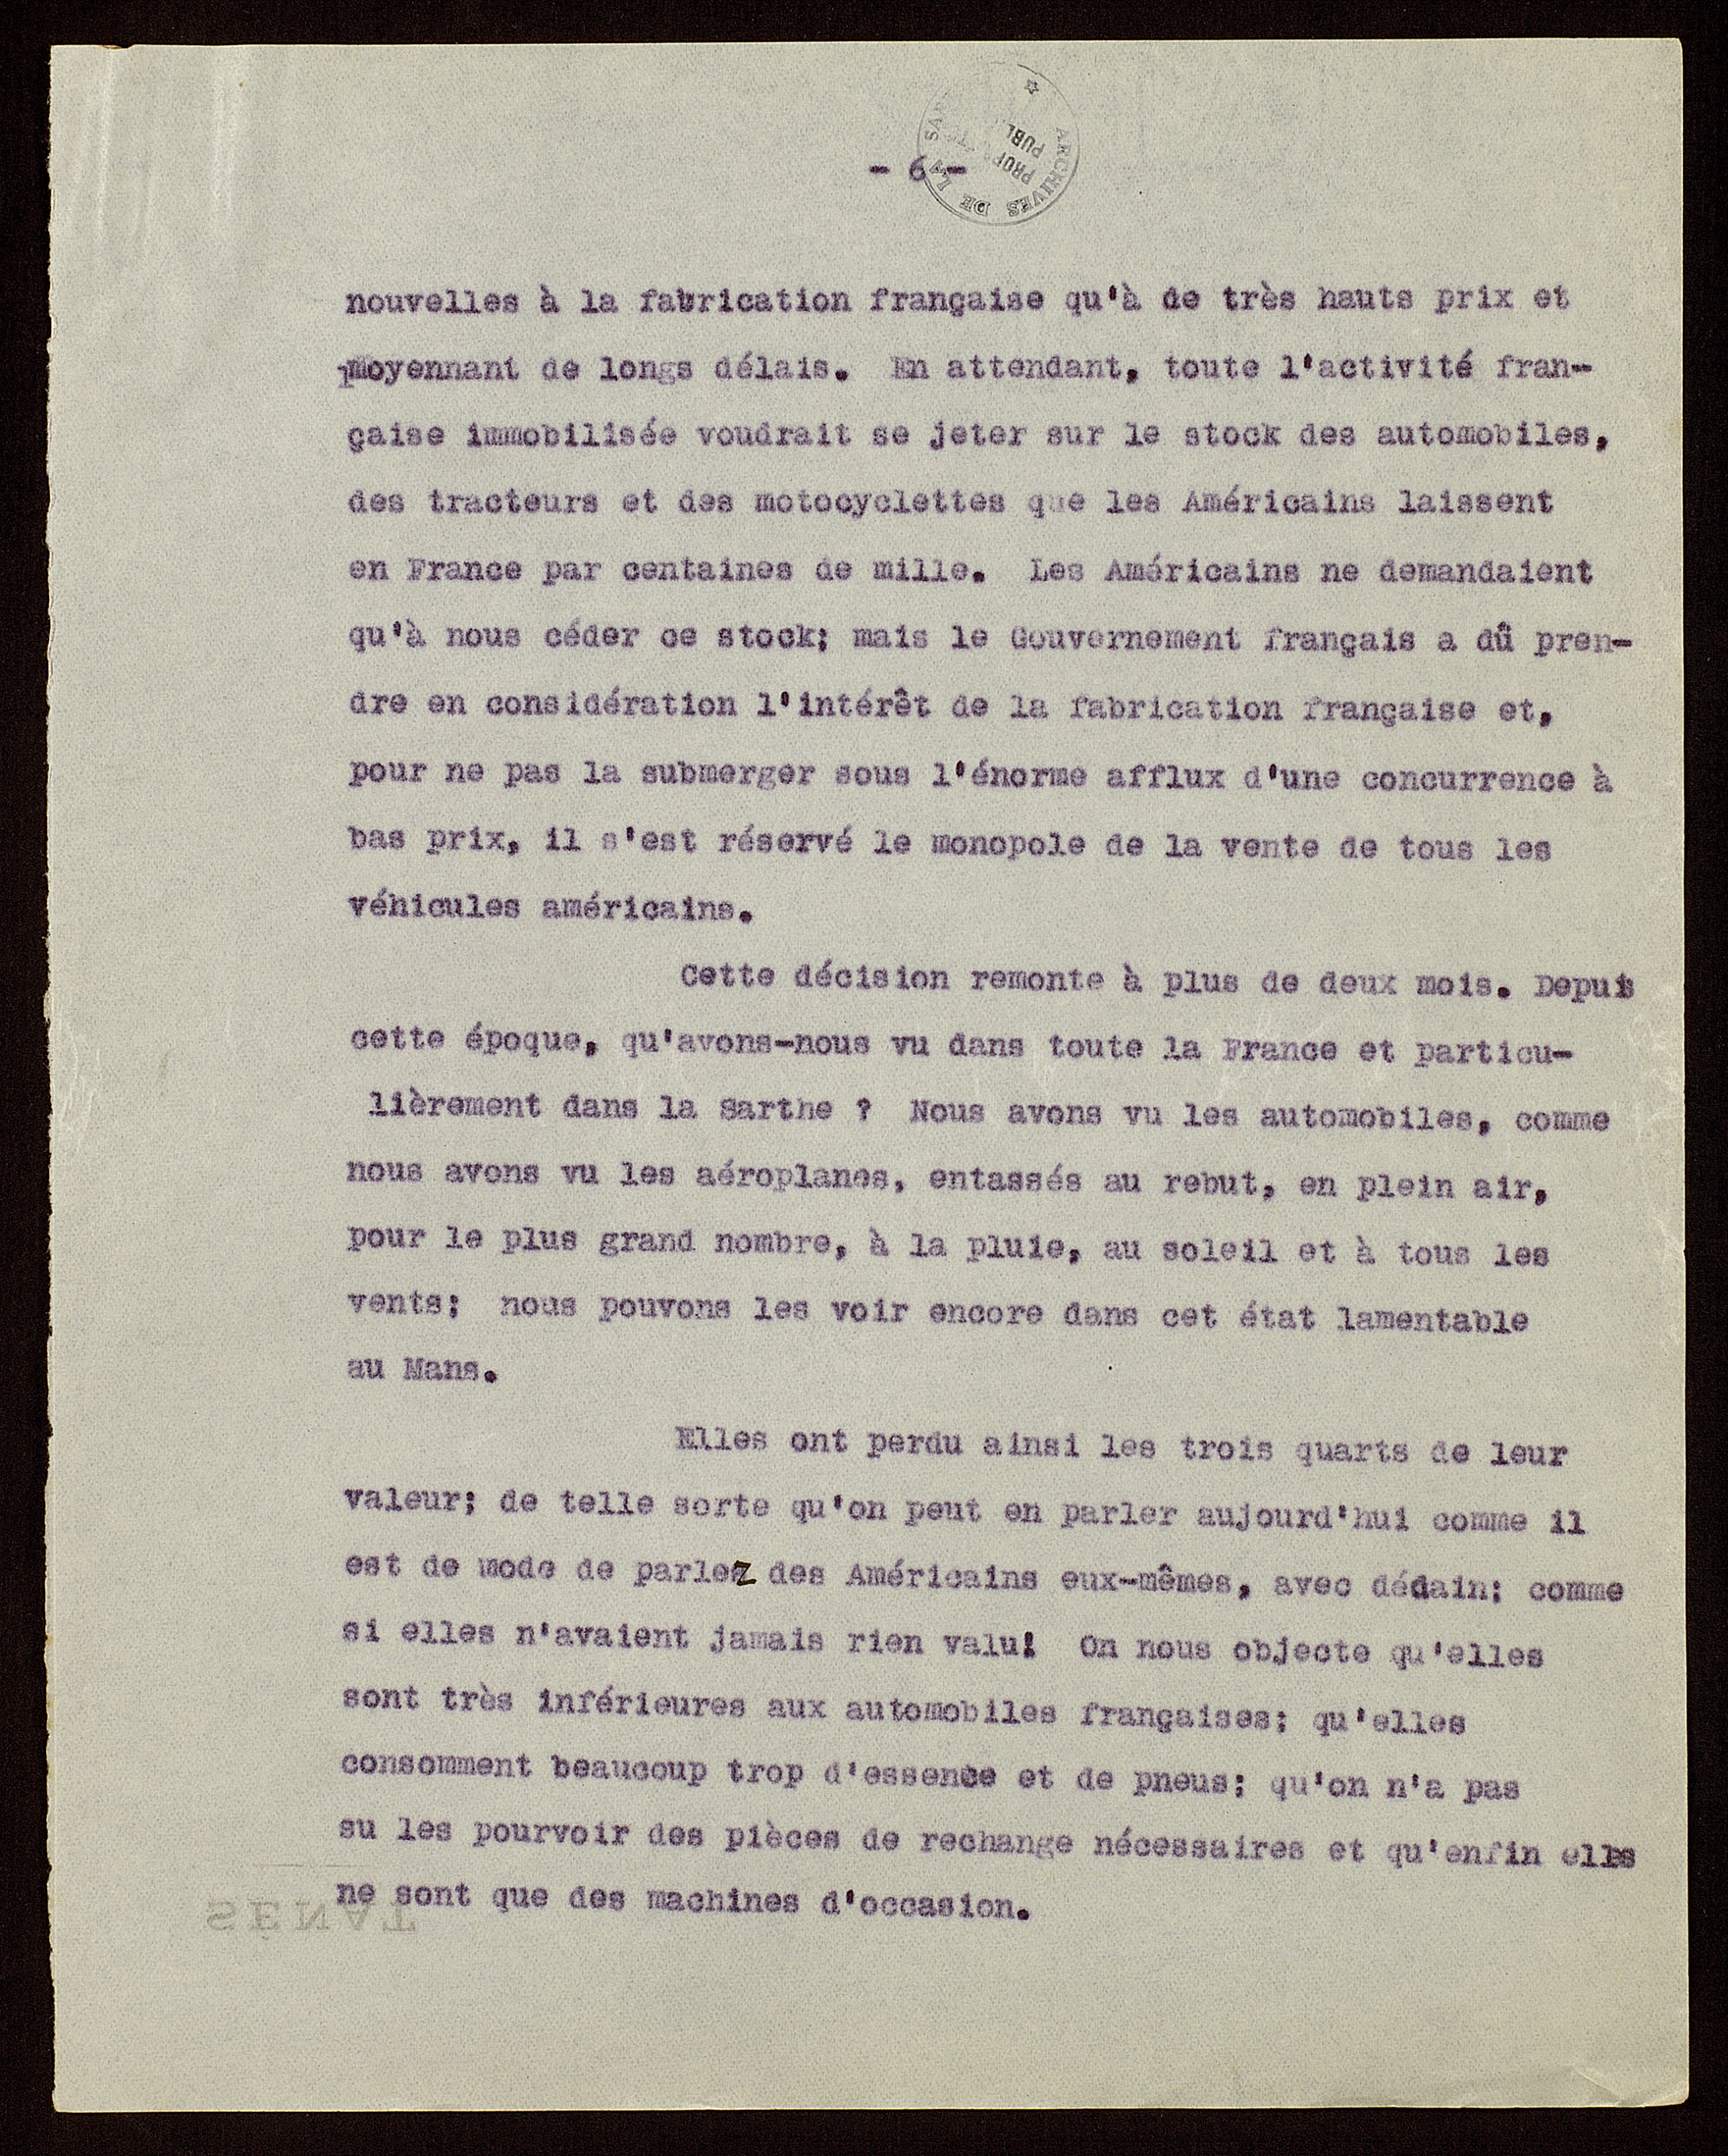 ARCHIVES DE LA SA
PROP
PUBL
- 6 -
nouvelles à la fabrication française qu'à de très hauts prix et
moyennant de longs délais. En attendant, toute l'activité fran-
çaise immobilisée voudrait se jeter sur le stock des automobiles,
des tracteurs et des motocyclettes que les Américains laissent
en France par centaines de mille. Les Américains ne demandaient
qu'à nous céder ce stock; mais le Gouvernement français a dû pren-
dre en considération l'intérêt de la fabrication française et,
pour ne pas la submerger sous l'énorme afflux d'une concurrence à
bas prix, il s'est réservé le monopole de la vente de tous les
véhicules américains.
Cette décision remonte à plus de deux mois. Depuis
cette époque, qu'avons-nous vu dans toute la France et particu-
lièrement dans la Sarthe ? Nous avons vu les automobiles, comme
nous avons vu les aéroplanes, entassés au rebut, en plein air,
pour le plus grand nombre, à la pluie, au soleil et à tous les
vents; nous pouvons les voir encore dans cet état lamentable
au Mans.
Elles ont perdu ainsi les trois quarts de leur
valeur; de telle sorte qu'on peut en parler aujourd'hui comme il
est de mode de parlez des Américains eux-mêmes, avec dédain; comme
si elles n'avaient jamais rien valu! On nous objecte qu'elles
sont très inférieures aux automobiles françaises; qu'elles
consomment beaucoup trop d'essence et de pneus; qu'on n'a pas
su les pourvoir des pièces de rechange nécessaires et qu'enfin elles
ne sont que des machines d'occasion.
SÉNAT